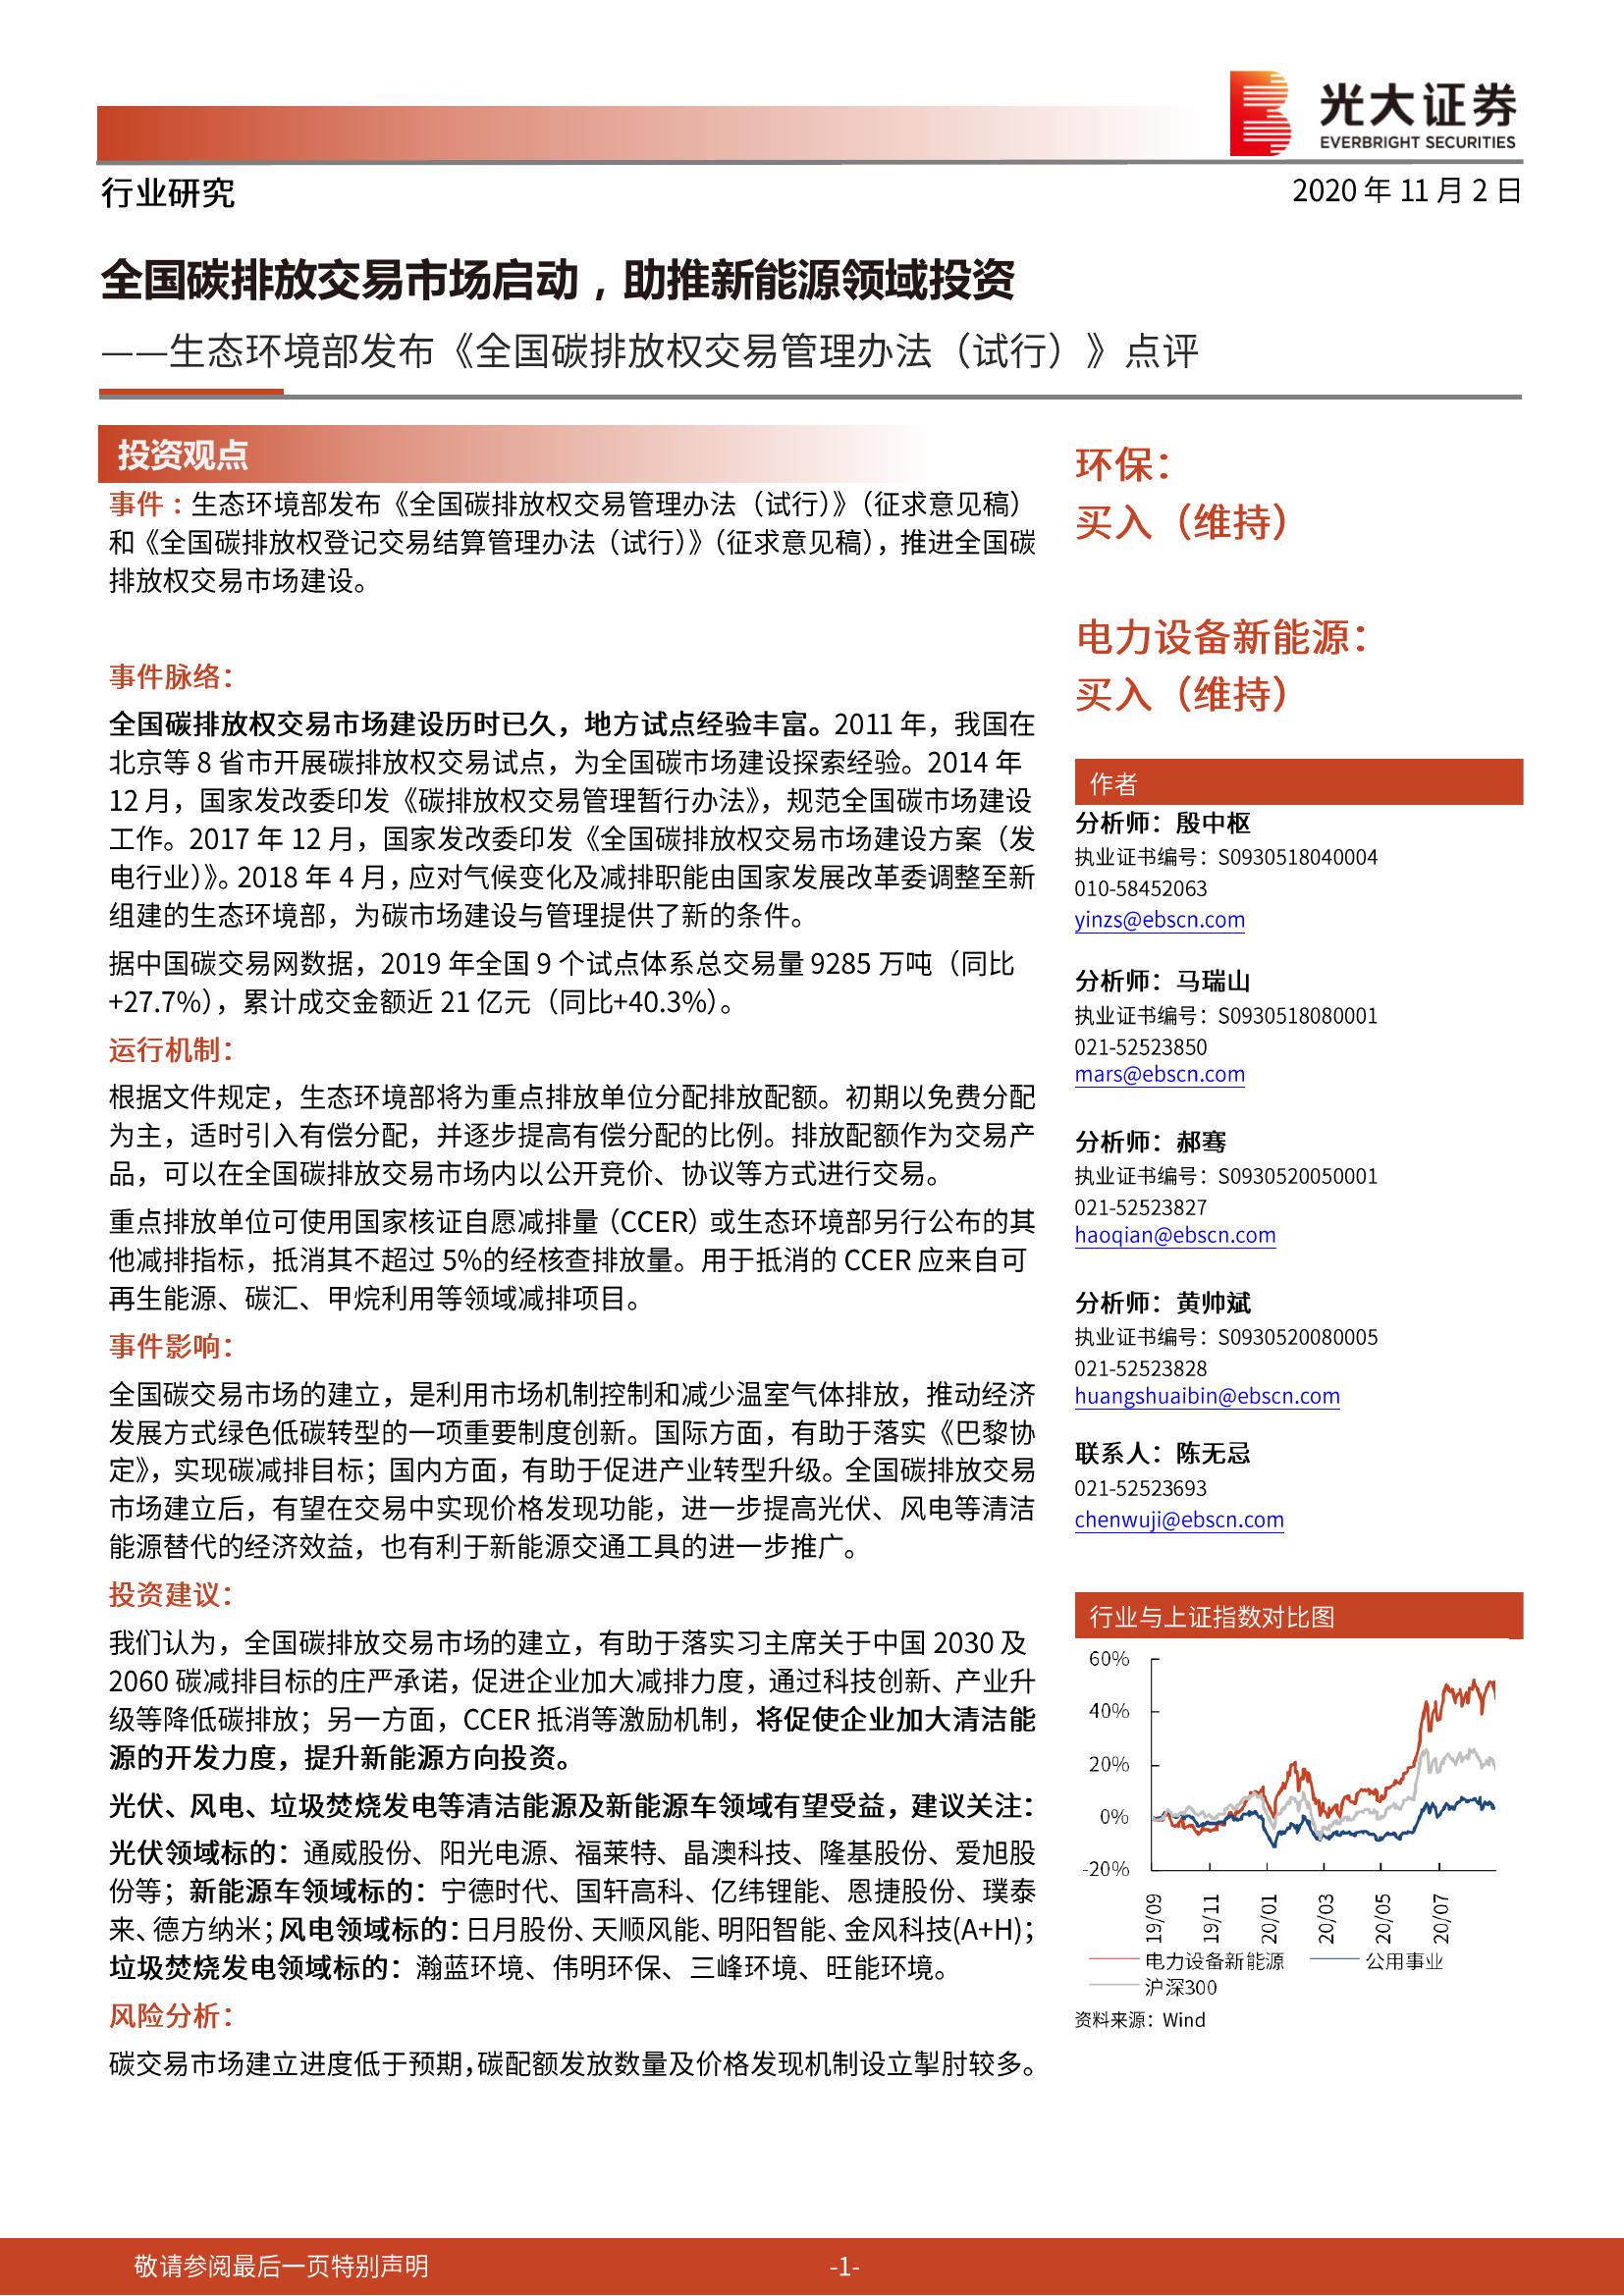 光大证券
EVERBRIGHT SECURITIES
行业研究
2020 年 11 月 2 日
全国碳排放交易市场启动，助推新能源领域投资
——生态环境部发布《全国碳排放权交易管理办法（试行）》点评
投资观点
事件：生态环境部发布《全国碳排放权交易管理办法（试行）》（征求意见稿）
和《全国碳排放权登记交易结算管理办法（试行）》（征求意见稿），推进全国碳
排放权交易市场建设。
事件脉络：
全国碳排放权交易市场建设历时已久，地方试点经验丰富。2011 年，我国在
北京等 8 省市开展碳排放权交易试点，为全国碳市场建设探索经验。2014 年
12 月，国家发改委印发《碳排放权交易管理暂行办法》，规范全国碳市场建设
工作。2017 年 12 月，国家发改委印发《全国碳排放权交易市场建设方案（发
电行业）》。2018 年 4 月，应对气候变化及减排职能由国家发展改革委调整至新
组建的生态环境部，为碳市场建设与管理提供了新的条件。
据中国碳交易网数据，2019 年全国 9 个试点体系总交易量 9285 万吨（同比
+27.7%），累计成交金额近 21 亿元（同比+40.3%）。
运行机制：
根据文件规定，生态环境部将为重点排放单位分配排放配额。初期以免费分配
为主，适时引入有偿分配，并逐步提高有偿分配的比例。排放配额作为交易产
品，可以在全国碳排放交易市场内以公开竞价、协议等方式进行交易。
重点排放单位可使用国家核证自愿减排量（CCER）或生态环境部另行公布的其
他减排指标，抵消其不超过 5%的经核查排放量。用于抵消的 CCER 应来自可
再生能源、碳汇、甲烷利用等领域减排项目。
事件影响：
全国碳交易市场的建立，是利用市场机制控制和减少温室气体排放，推动经济
发展方式绿色低碳转型的一项重要制度创新。国际方面，有助于落实《巴黎协
定》，实现碳减排目标；国内方面，有助于促进产业转型升级。全国碳排放交易
市场建立后，有望在交易中实现价格发现功能，进一步提高光伏、风电等清洁
能源替代的经济效益，也有利于新能源交通工具的进一步推广。
投资建议：
我们认为，全国碳排放交易市场的建立，有助于落实习主席关于中国 2030 及
2060 碳减排目标的庄严承诺，促进企业加大减排力度，通过科技创新、产业升
级等降低碳排放；另一方面，CCER 抵消等激励机制，将促使企业加大清洁能
源的开发力度，提升新能源方向投资。
光伏、风电、垃圾焚烧发电等清洁能源及新能源车领域有望受益，建议关注：
光伏领域标的：通威股份、阳光电源、福莱特、晶澳科技、隆基股份、爱旭股
份等；新能源车领域标的：宁德时代、国轩高科、亿纬锂能、恩捷股份、璞泰
来、德方纳米；风电领域标的：日月股份、天顺风能、明阳智能、金风科技(A+H)；
垃圾焚烧发电领域标的：瀚蓝环境、伟明环保、三峰环境、旺能环境。
风险分析：
碳交易市场建立进度低于预期，碳配额发放数量及价格发现机制设立掣肘较多。
环保：
买入（维持）
电力设备新能源：
买入（维持）
作者
分析师：殷中枢
执业证书编号：S0930518040004
010-58452063
yinzs@ebscn.com
分析师：马瑞山
执业证书编号：S0930518080001
021-52523850
mars@ebscn.com
分析师：郝骞
执业证书编号：S0930520050001
021-52523827
haoqian@ebscn.com
分析师：黄帅斌
执业证书编号：S0930520080005
021-52523828
huangshuaibin@ebscn.com
联系人：陈无忌
021-52523693
chenwuji@ebscn.com
行业与上证指数对比图
60%
40%
20%
0%
-20%
19/09 19/11 20/01 20/03 20/05 20/07
电力设备新能源 公用事业
沪深300
资料来源：Wind
敬请参阅最后一页特别声明 -1-